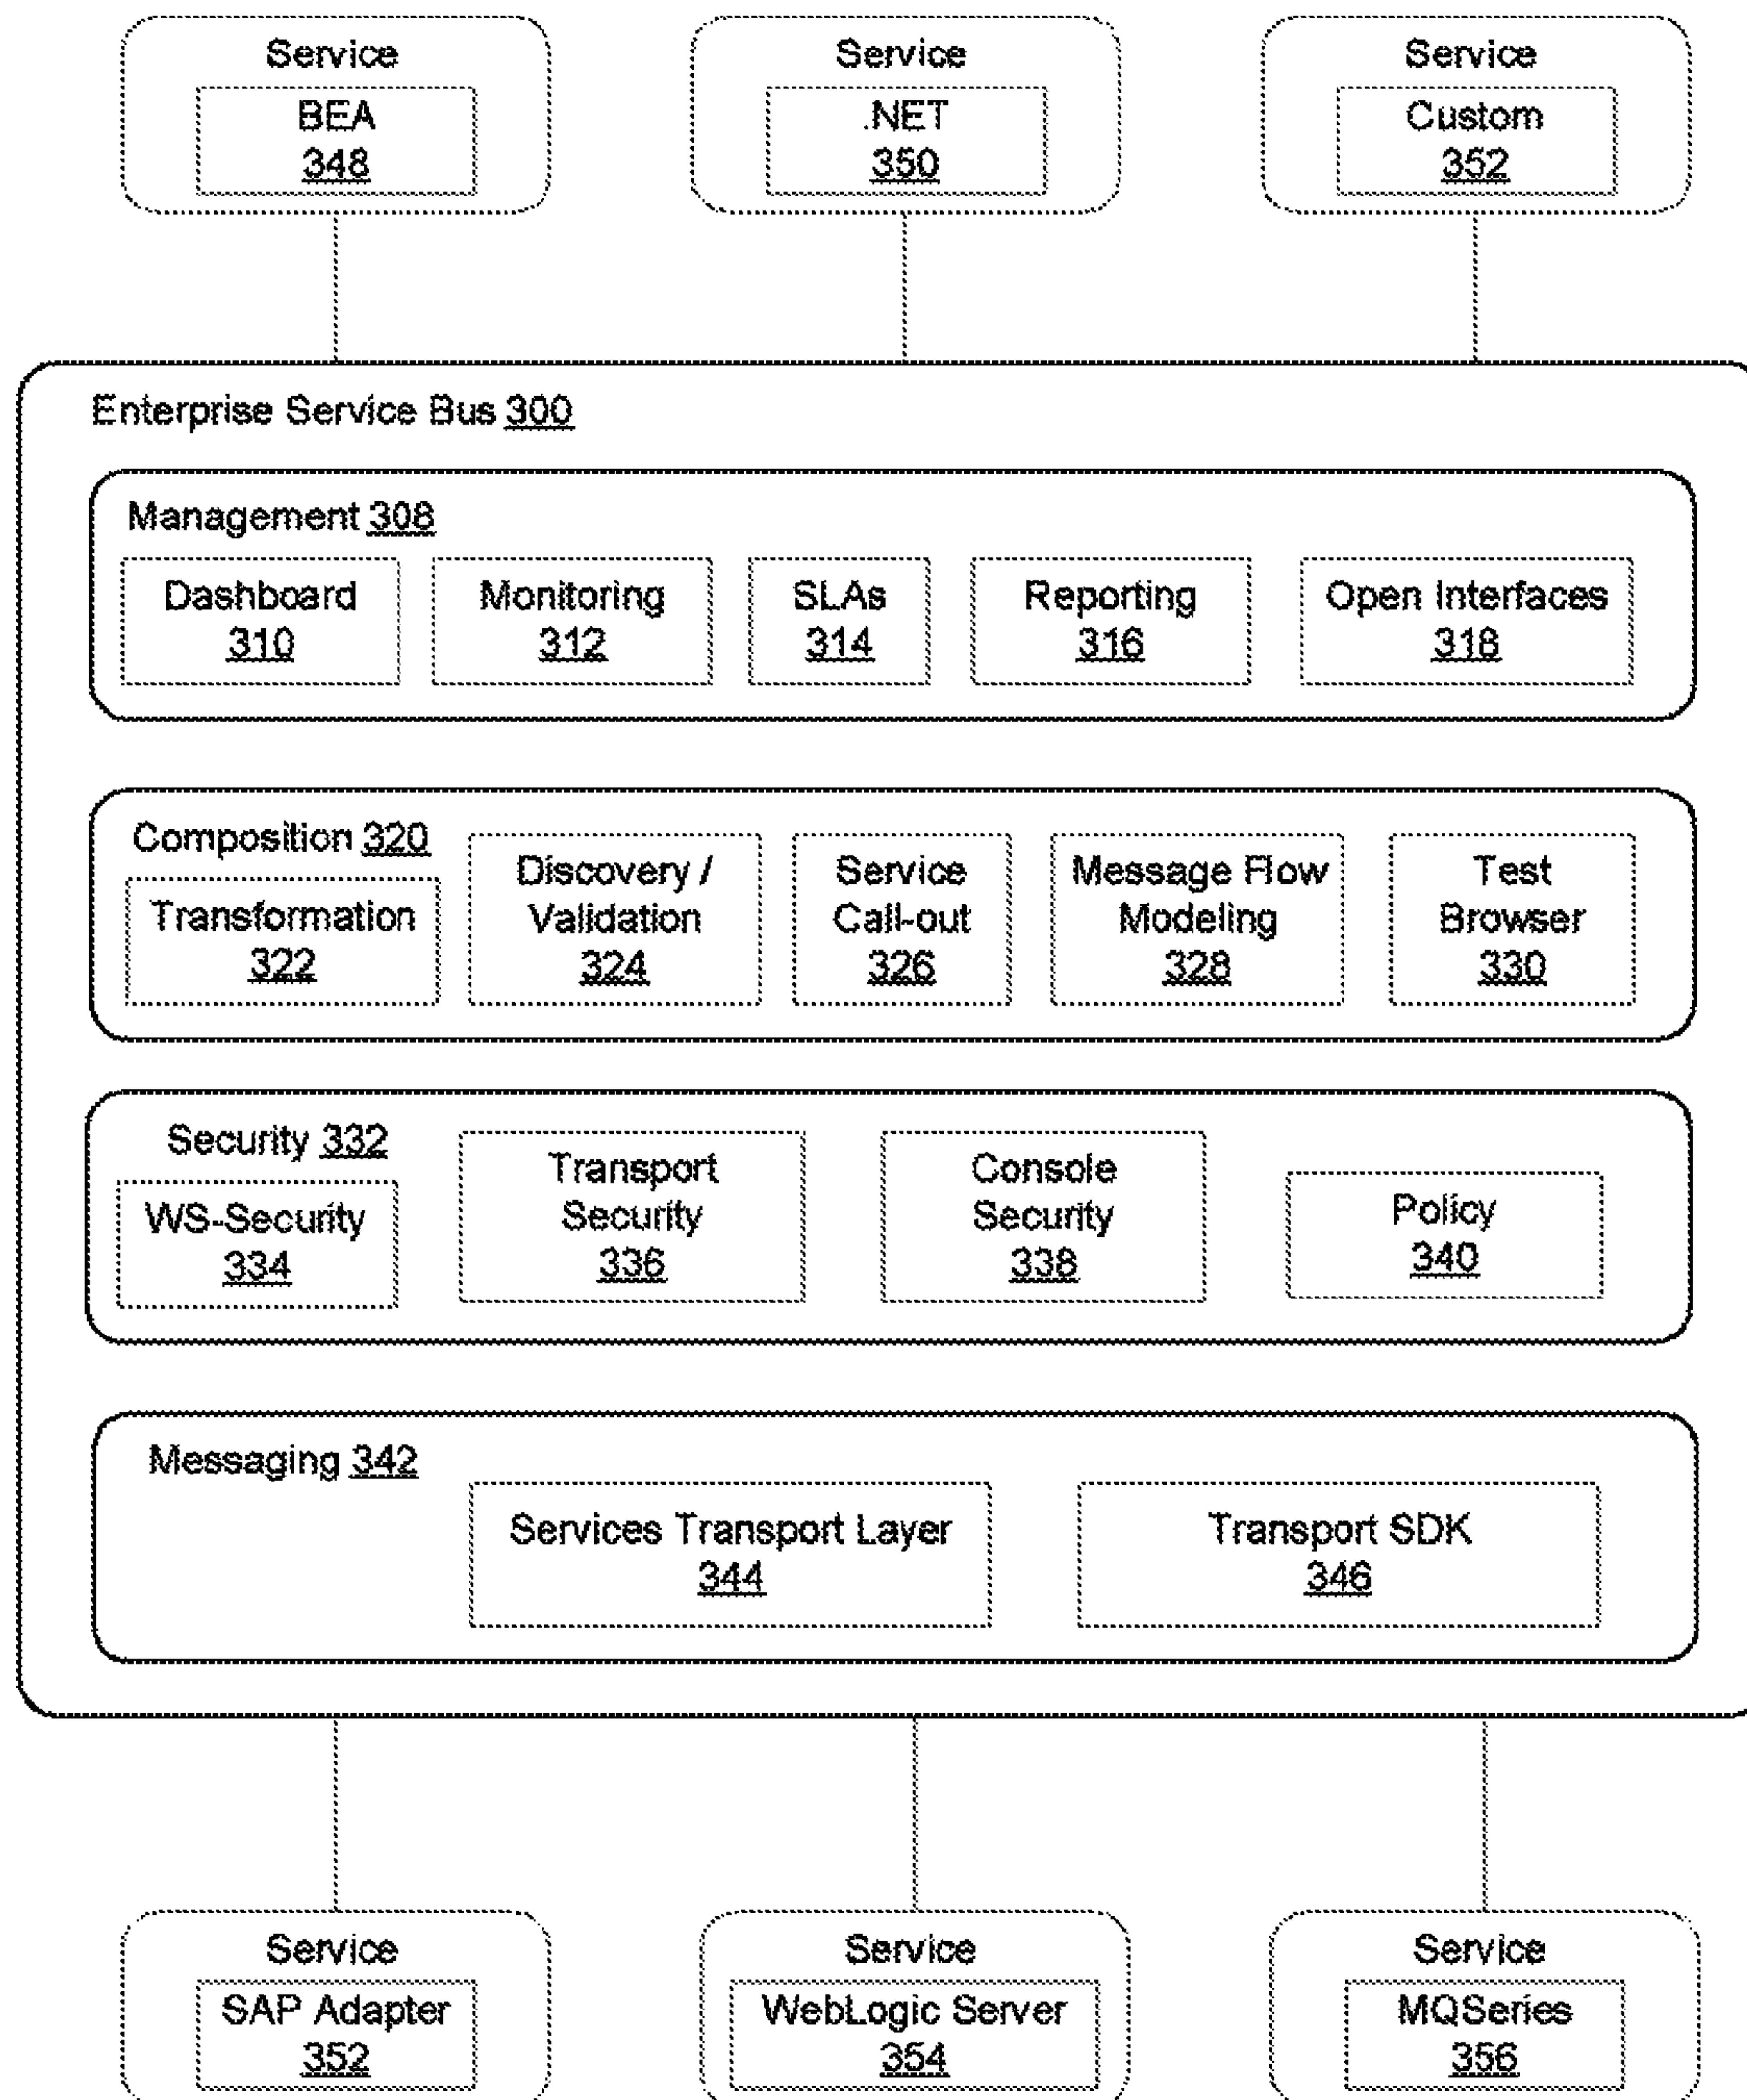 Service
BEA
348
Service
.NET
350
Service
Custom
352
Enterprise Service Bus 300
Management 308
Dashboard
310
Monitoring
312
SLAs
314
Reporting
316
Open Interfaces
318
Composition 320
Transformation
322
Discovery /
Validation
324
Service
Call-out
326
Message Flow
Modeling
328
Test
Browser
330
Security 332
WS-Security
334
Transport
Security
336
Console
Security
338
Policy
340
Messaging 342
Services Transport Layer
344
Transport SDK
346
Service
SAP Adapter
352
Service
WebLogic Server
354
Service
MQSeries
356